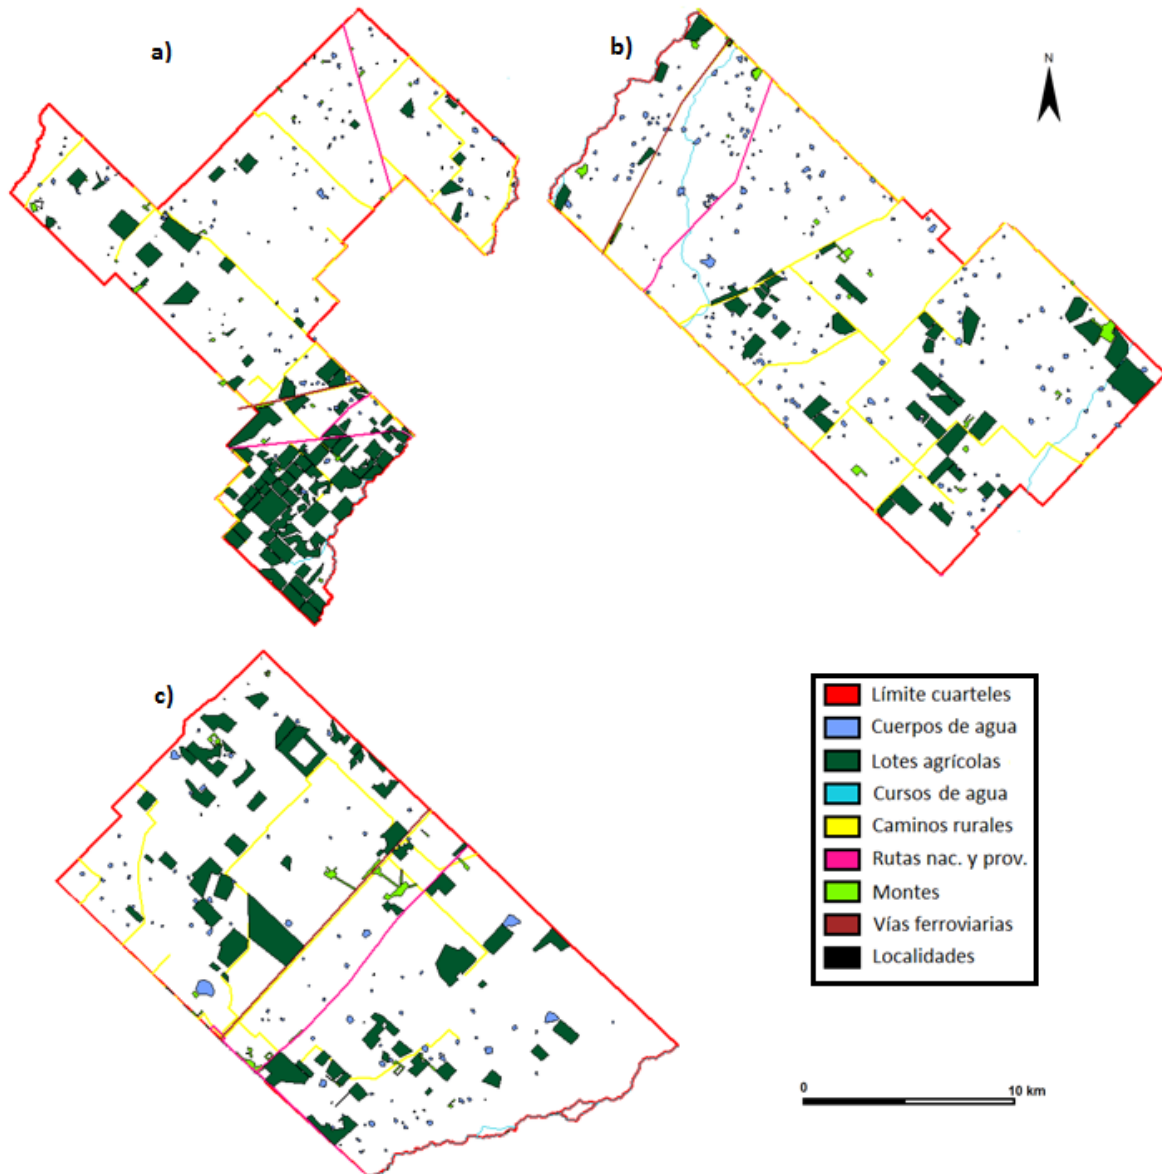 a)
b)
N
c)
Límite cuarteles
Cuerpos de agua
Lotes agrícolas
Cursos de agua
Caminos rurales
Rutas nac. y prov.
Montes
Vías ferroviarias
Localidades
0 10 km